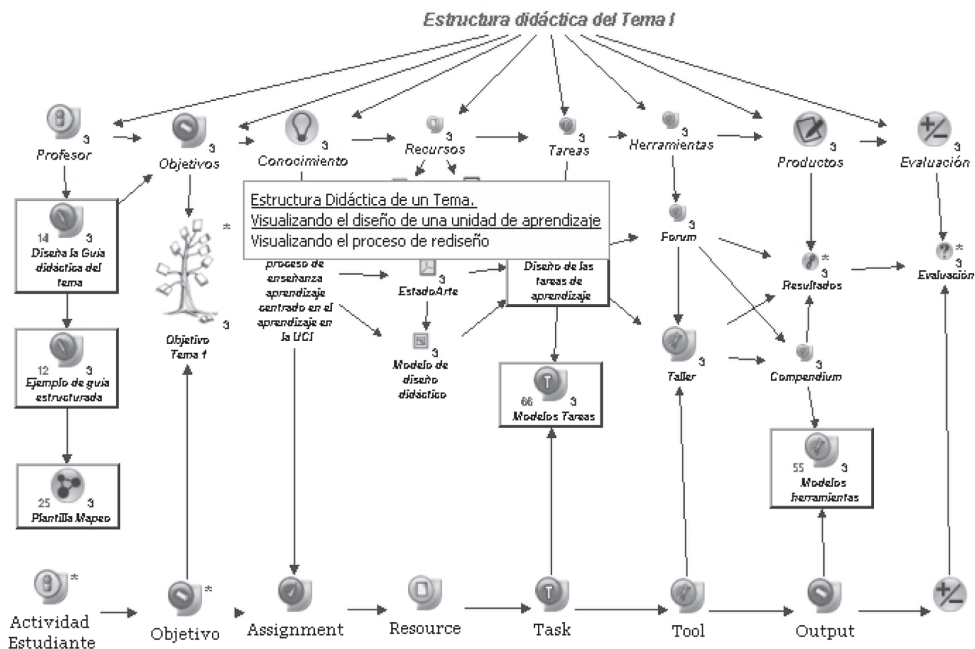 Estructura didáctica del Tema I
3
Profesor
3
Objetivos
3
Conocimiento
3
Recursos
3
Tareas
3
Herramientas
3
Productos
3
Evaluación
Estructura Didáctica de un Tema.
Visualizando el diseño de una unidad de aprendizaje
Visualizando el proceso de rediseño
14 3
Diseña la Guía
didáctica del
tema
*
3
Objetivo
Tema 1
proceso de
enseñanza
aprendizaje
centrado en el
aprendizaje en
la UCI
3
EstadoArte
3
Modelo de
diseño
didáctico
Diseño de las
tareas de
aprendizaje
3
Forum
*
3
Resultados
? *
3
Evaluación
12 3
Ejemplo de guía
estructurada
T
66 3
Modelos Tareas
3
Taller
3
Compendium
55 3
Modelos
herramientas
25 3
Plantilla Mapeo
*
Actividad
Estudiante
*
Objetivo
Assignment
Resource
T
Task
Tool
Output
+/-